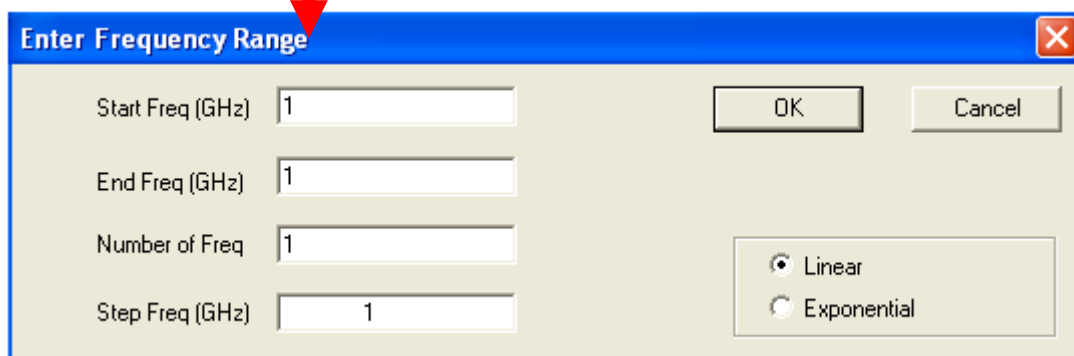 Enter Frequency Range
Start Freq (GHz) 1
OK
Cancel
End Freq (GHz) 1
Number of Freq 1
Linear
Step Freq (GHz) 1
Exponential